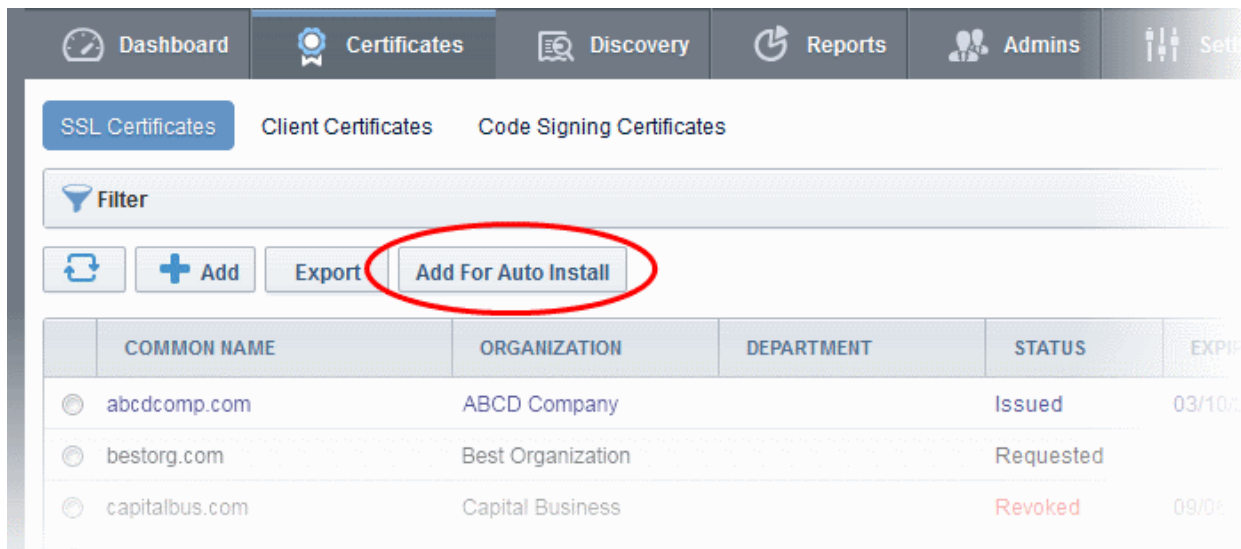 Dashboard Certificates Discovery Reports Admins
SSL Certificates Client Certificates Code Signing Certificates
Filter
Add Export Add For Auto Install
COMMON NAME ORGANIZATION DEPARTMENT STATUS
abcdcomp.com ABCD Company Issued 03/10/
bestorg.com Best Organization Requested
capitalbus.com Capital Business Revoked